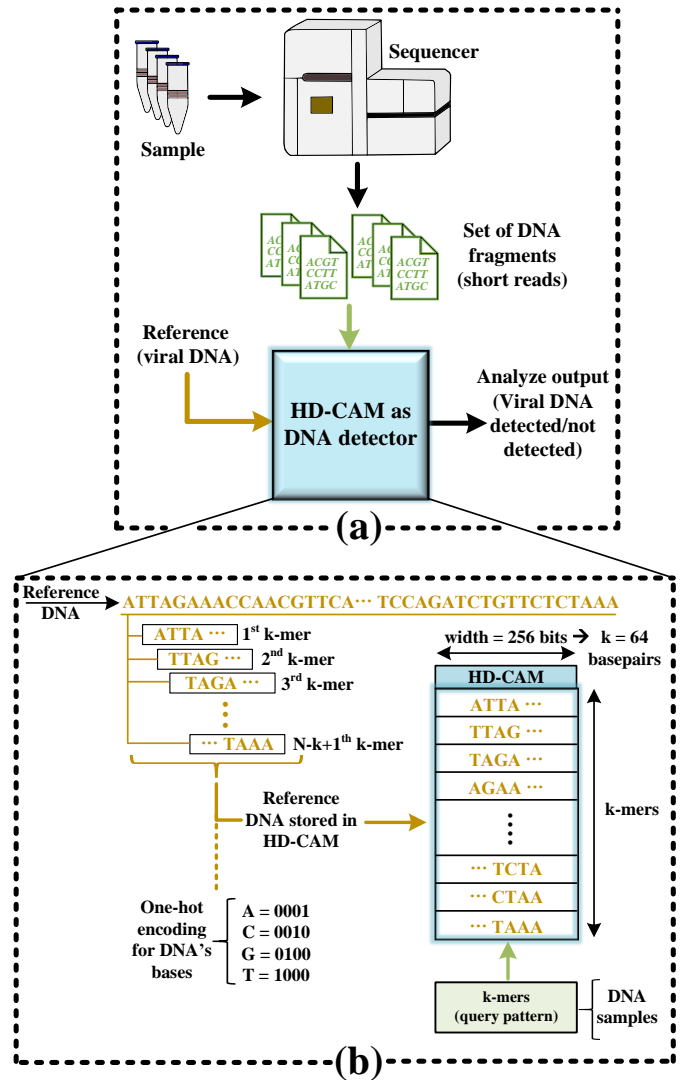 Sequencer
Sample
ACGT
CCTT
ATGC
ACGT
CCTT
ATGC
Set of DNA
fragments
(short reads)
Reference
(viral DNA)
HD-CAM as
DNA detector
Analyze output
(Viral DNA
detected/not
detected)
(a)
Reference
DNA
ATTAGAAACCAACGTTCA··· TCCAGATCTGTTCTCTAAA
ATTA ··· 1st k-mer
TTAG ··· 2nd k-mer
TAGA ··· 3rd k-mer
··· TAAA N-k+1th k-mer
width = 256 bits → k = 64
basepairs
HD-CAM
ATTA ···
TTAG ···
TAGA ···
AGAA ···
··· TCTA
··· CTAA
··· TAAA
k-mers
Reference
DNA stored in
HD-CAM
One-hot
encoding
for DNA's
bases
A = 0001
C = 0010
G = 0100
T = 1000
k-mers
(query pattern)
DNA
samples
(b)